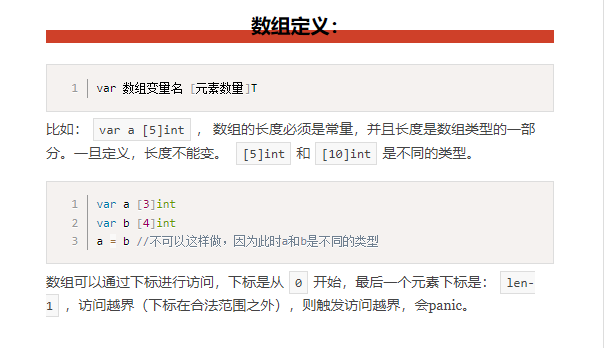 数组定义：
1 var 数组变量名 [元素数量]T
比如： var a [5]int ， 数组的长度必须是常量，并且长度是数组类型的一部
分。一旦定义，长度不能变。 [5]int 和 [10]int 是不同的类型。
1 var a [3]int
2 var b [4]int
3 a = b //不可以这样做，因为此时a和b是不同的类型
数组可以通过下标进行访问，下标是从 0 开始，最后一个元素下标是： len-
1 ，访问越界（下标在合法范围之外），则触发访问越界，会panic。